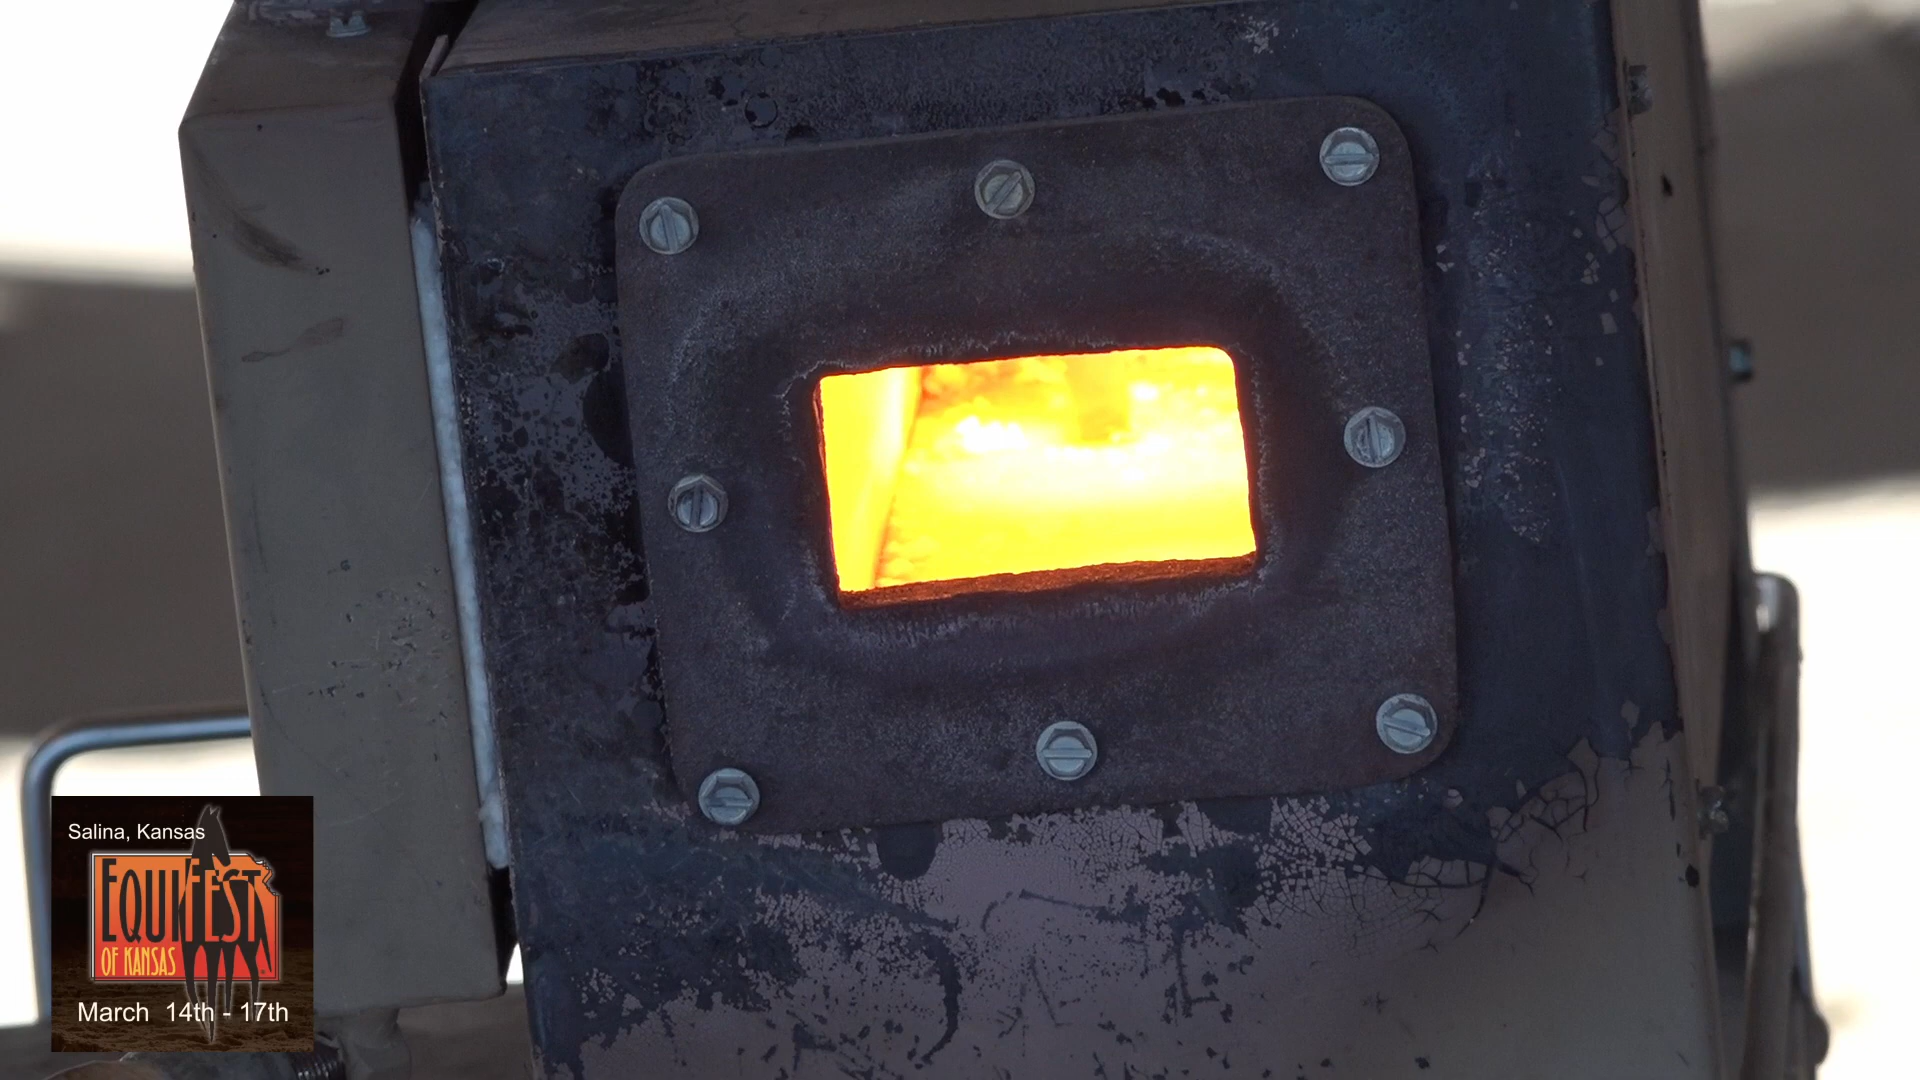 Salina, Kansas
EQUIFEST
OF KANSAS
March 14th - 17th